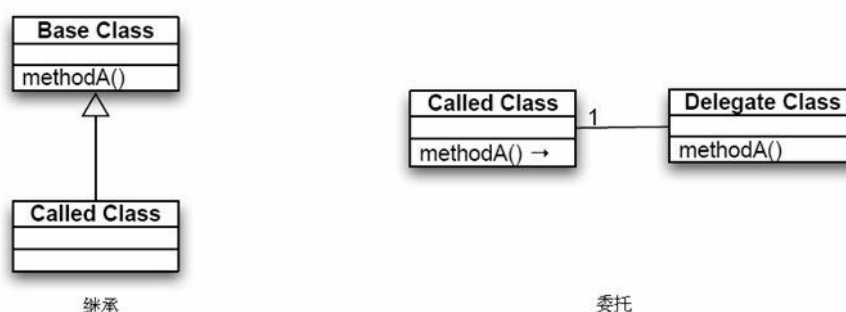 Base Class
methodA()
Called Class
继承
Called Class
methodA() →
1
Delegate Class
methodA()
委托